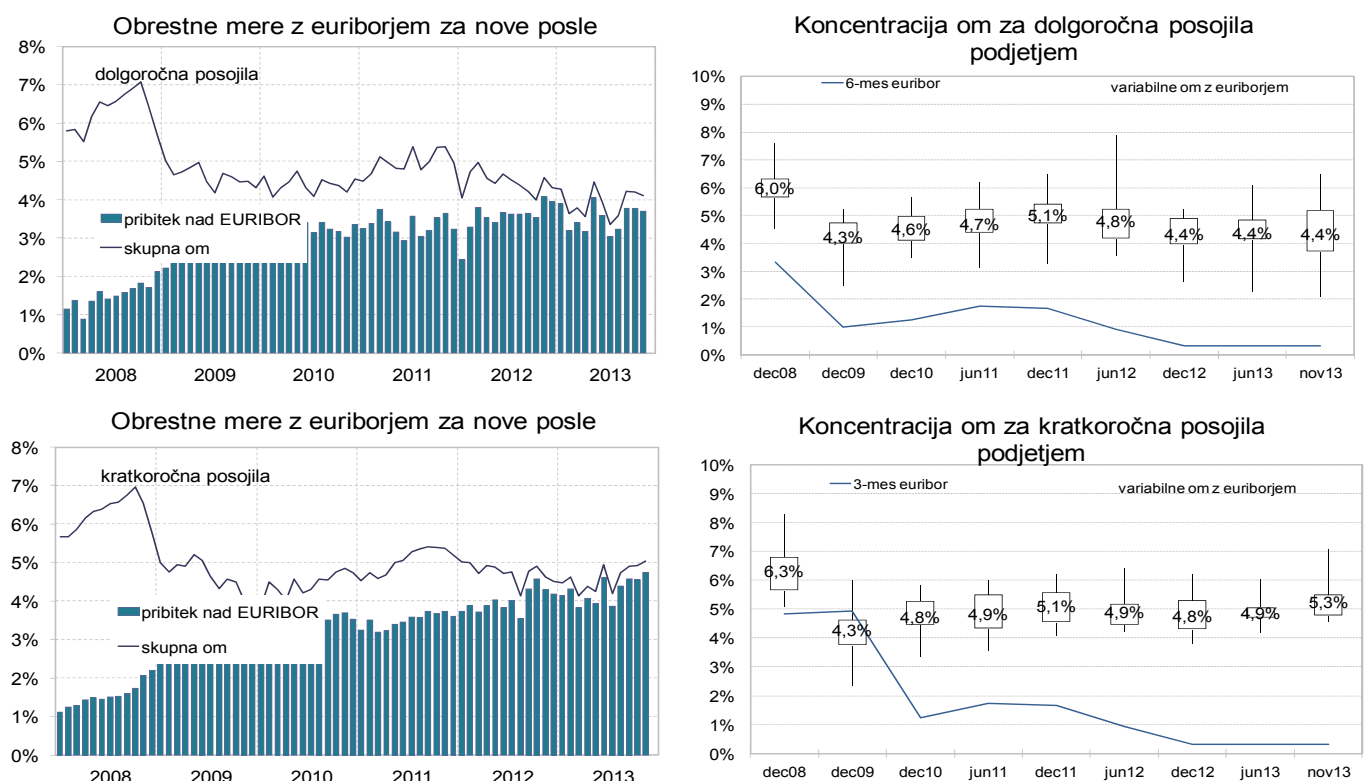 Obrestne mere z euriborjem za nove posle
8%
7%
6%
5%
4%
3%
2%
1%
0%
dolgoročna posojila
pribitek nad EURIBOR
skupna om
2008 2009 2010 2011 2012 2013
Koncentracija om za dolgoročna posojila
podjetjem
10%
9%
8%
7%
6%
5%
4%
3%
2%
1%
0%
6-mes euribor
variabilne om z euriborjem
6,0% 4,3% 4,6% 4,7% 5,1% 4,8% 4,4% 4,4% 4,4%
dec08 dec09 dec10 jun11 dec11 jun12 dec12 jun13 nov13
Obrestne mere z euriborjem za nove posle
8%
7%
6%
5%
4%
3%
2%
1%
0%
kratkoročna posojila
pribitek nad EURIBOR
skupna om
2008 2009 2010 2011 2012 2013
Koncentracija om za kratkoročna posojila
podjetjem
10%
9%
8%
7%
6%
5%
4%
3%
2%
1%
0%
3-mes euribor
variabilne om z euriborjem
6,3% 4,3% 4,8% 4,9% 5,1% 4,9% 4,8% 4,9% 5,3%
dec08 dec09 dec10 jun11 dec11 jun12 dec12 jun13 nov13